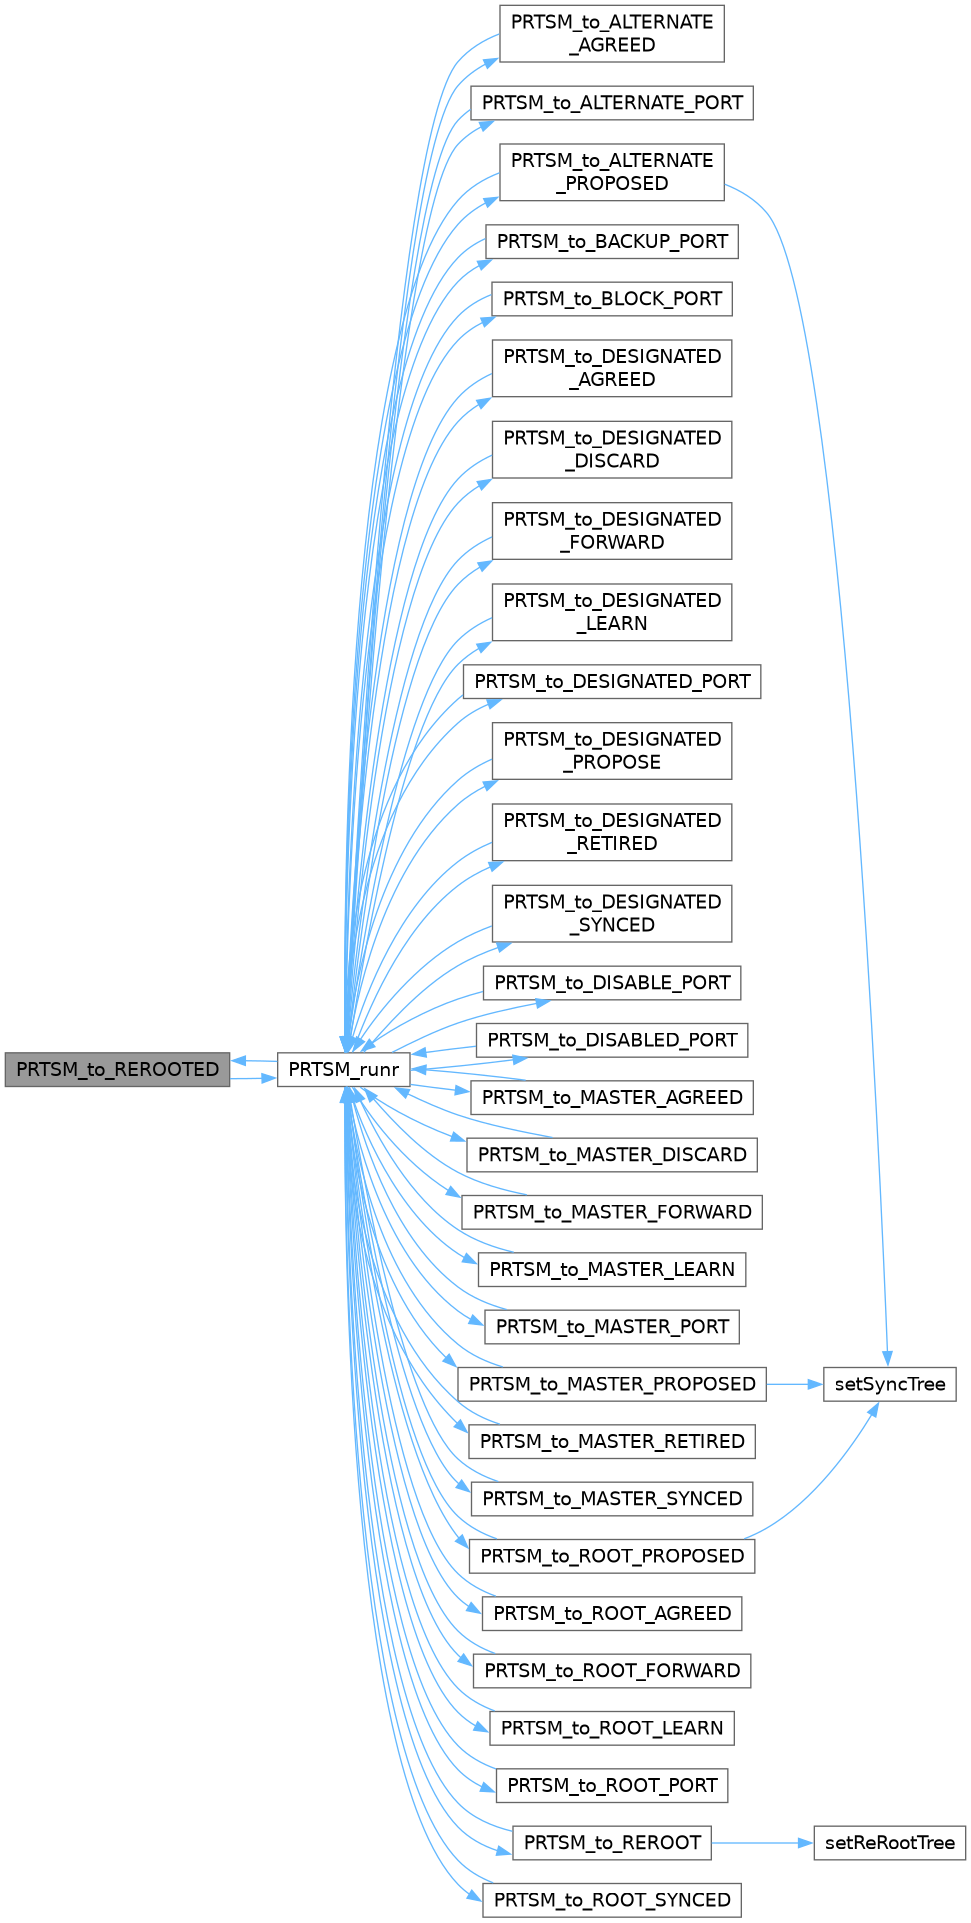 PRTSM_to_ALTERNATE
_AGREED
PRTSM_to_ALTERNATE_PORT
PRTSM_to_ALTERNATE
_PROPOSED
PRTSM_to_BACKUP_PORT
PRTSM_to_BLOCK_PORT
PRTSM_to_DESIGNATED
_AGREED
PRTSM_to_DESIGNATED
_DISCARD
PRTSM_to_DESIGNATED
_FORWARD
PRTSM_to_DESIGNATED
_LEARN
PRTSM_to_DESIGNATED_PORT
PRTSM_to_DESIGNATED
_PROPOSE
PRTSM_to_DESIGNATED
_RETIRED
PRTSM_to_DESIGNATED
_SYNCED
PRTSM_to_DISABLE_PORT
PRTSM_to_DISABLED_PORT
PRTSM_to_REROOTED
PRTSM_runr
PRTSM_to_MASTER_AGREED
PRTSM_to_MASTER_DISCARD
PRTSM_to_MASTER_FORWARD
PRTSM_to_MASTER_LEARN
PRTSM_to_MASTER_PORT
PRTSM_to_MASTER_PROPOSED
setSyncTree
PRTSM_to_MASTER_RETIRED
PRTSM_to_MASTER_SYNCED
PRTSM_to_ROOT_PROPOSED
PRTSM_to_ROOT_AGREED
PRTSM_to_ROOT_FORWARD
PRTSM_to_ROOT_LEARN
PRTSM_to_ROOT_PORT
PRTSM_to_REROOT
setReRootTree
PRTSM_to_ROOT_SYNCED